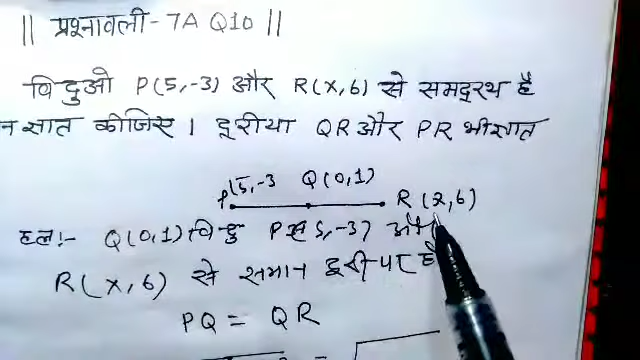 || प्रश्नावली - 7A Q10 ||
विदुओ P(5,-3) और R(x,6) से समदूरथ है
न सात कीजिए । दूरीया QR और PR भी सात
P(5,-3 Q(0,1) R(x,6)
हल :- Q(0,1) विदु P(5,-3) और
R(x,6) से समान दूरी पर है
PQ = QR